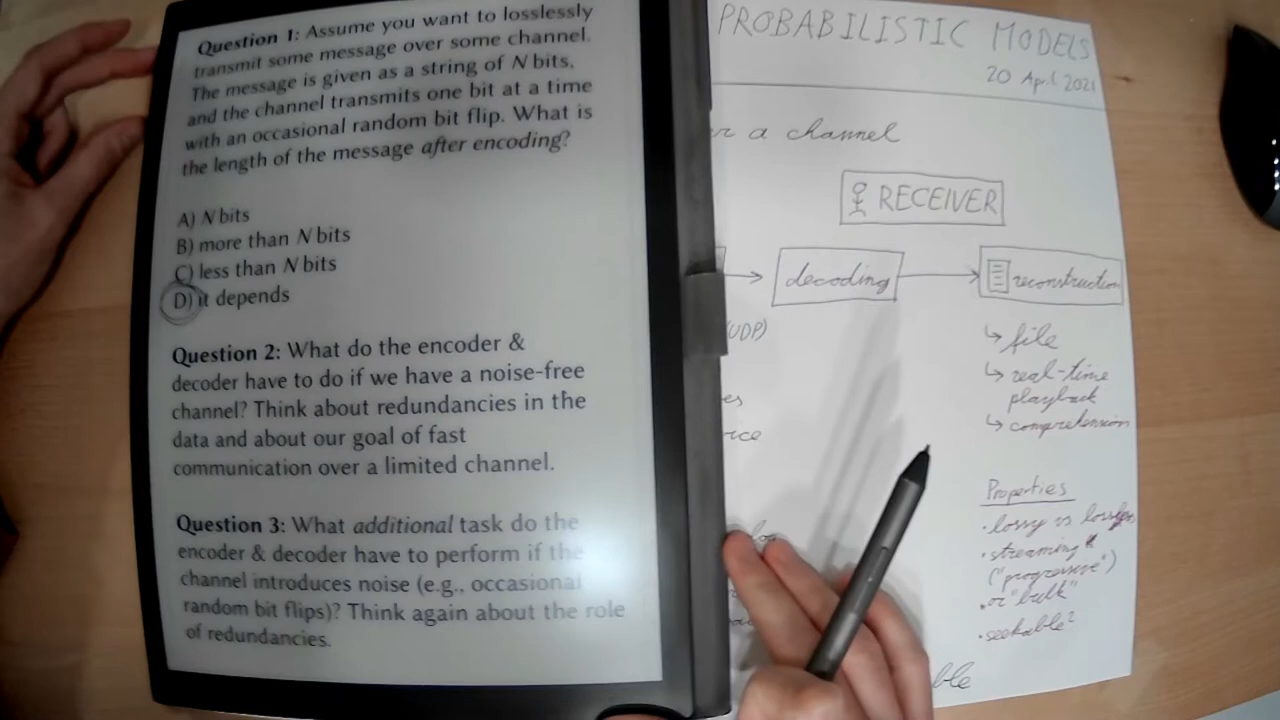 Question 1: Assume you want to losslessly
transmit some message over some channel.
The message is given as a string of N bits,
and the channel transmits one bit at a time
with an occasional random bit flip. What is
the length of the message after encoding?
A) N bits
B) more than N bits
C) less than N bits
D) it depends
Question 2: What do the encoder &
decoder have to do if we have a noise-free
channel? Think about redundancies in the
data and about our goal of fast
communication over a limited channel.
Question 3: What additional task do the
encoder & decoder have to perform if the
channel introduces noise (e.g., occasional
random bit flips)? Think again about the role
of redundancies.
PROBABILISTIC MODELS
20 April 2021
a channel
RECEIVER
decoding
reconstruction
(UDP)
↳ file
↳ real-time
playback
↳ comprehension
Properties
• lossy vs lossless
• streaming
("progressive")
• or "bulk"
• seekable?